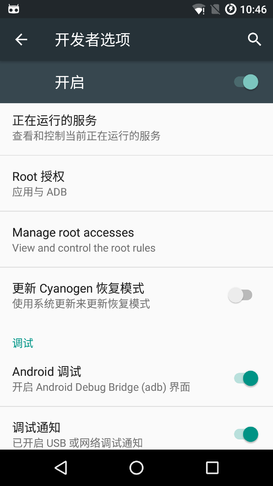 10:46
开发者选项
开启
正在运行的服务
查看和控制当前正在运行的服务
Root 授权
应用与 ADB
Manage root accesses
View and control the root rules
更新 Cyanogen 恢复模式
使用系统更新来更新恢复模式
调试
Android 调试
开启 Android Debug Bridge (adb) 界面
调试通知
已开启 USB 或网络调试通知